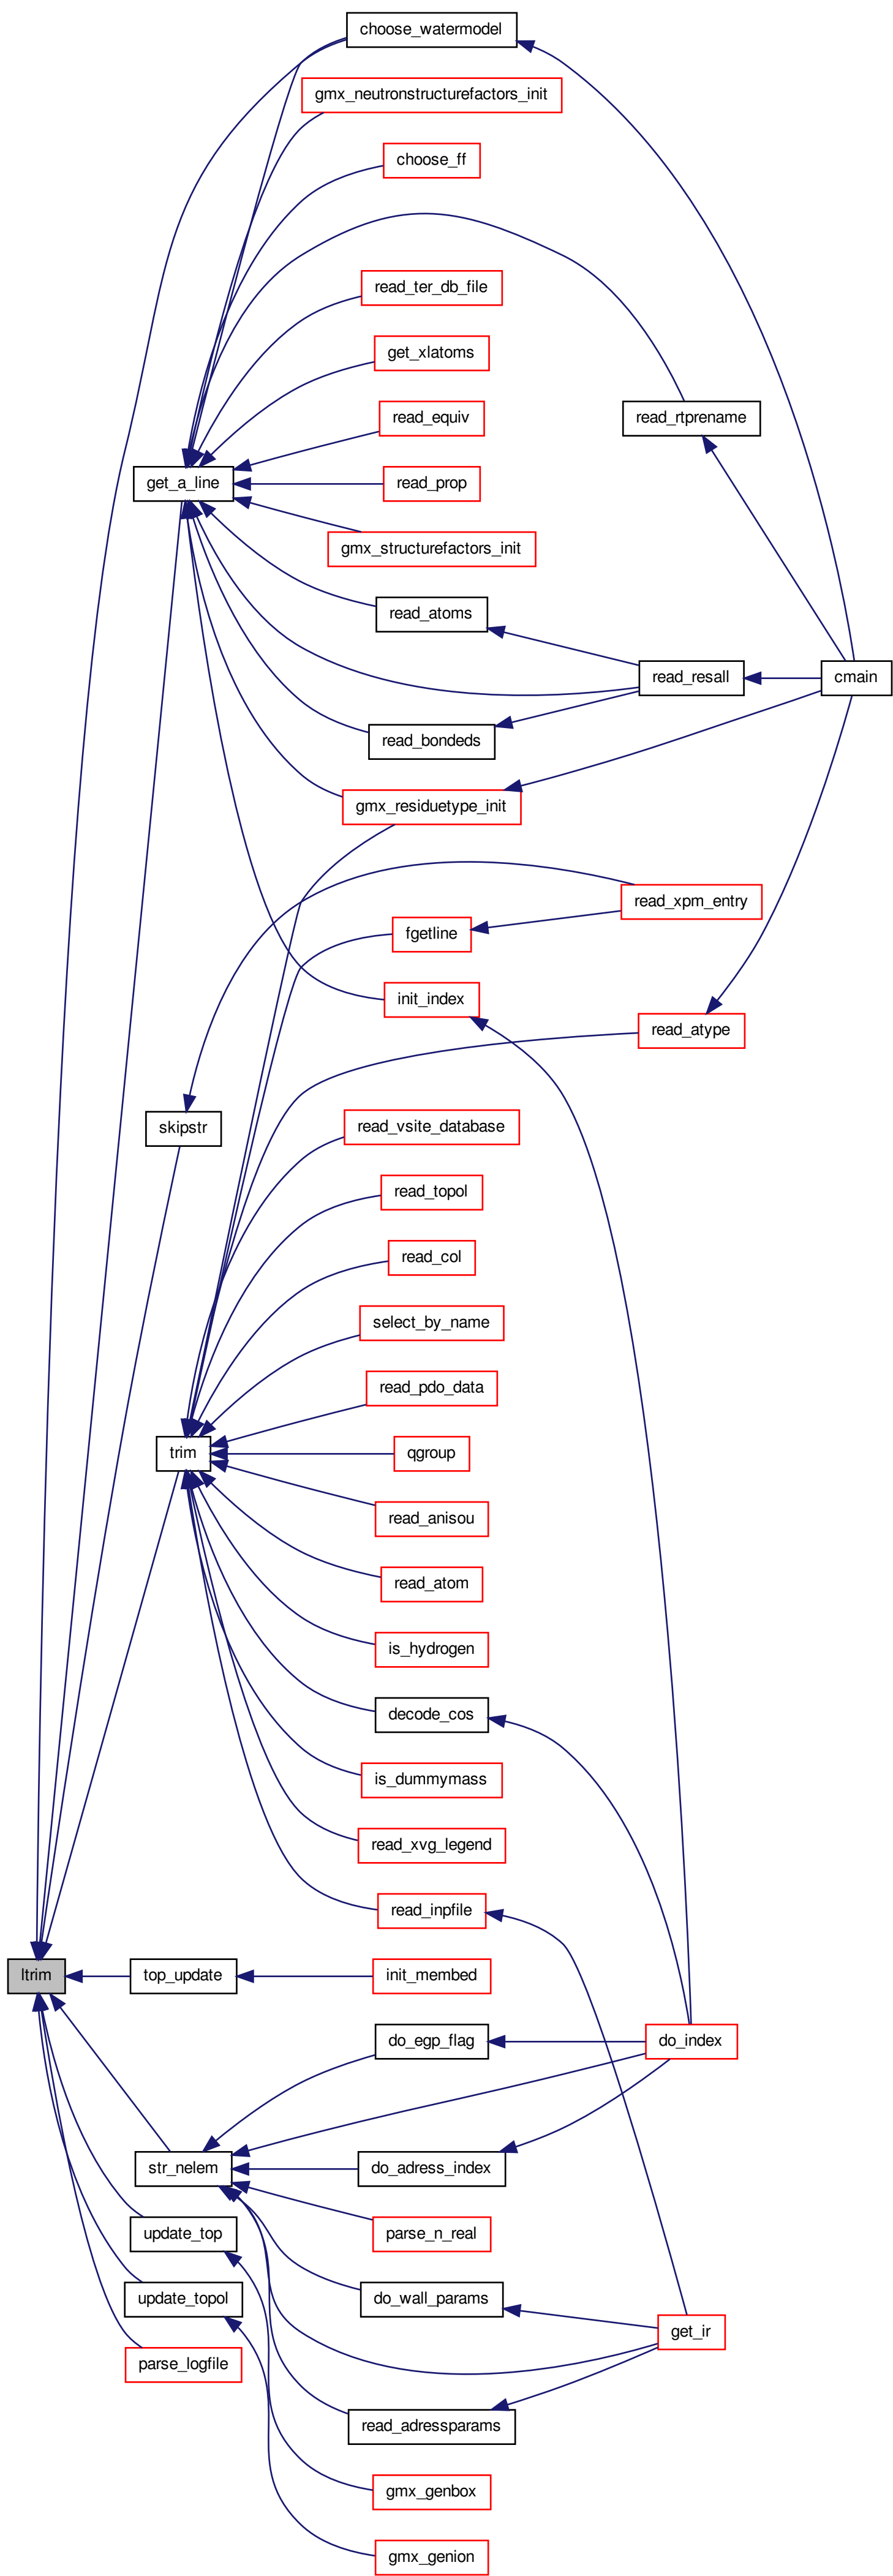 choose_watermodel
gmx_neutronstructurefactors_init
choose_ff
read_ter_db_file
get_xlatoms
read_equiv
read_rtprename
get_a_line
read_prop
gmx_structurefactors_init
read_atoms
read_resall
cmain
read_bondeds
gmx_residuetype_init
read_xpm_entry
fgetline
init_index
read_atype
skipstr
read_vsite_database
read_topol
read_col
select_by_name
read_pdo_data
trim
qgroup
read_anisou
read_atom
is_hydrogen
decode_cos
is_dummymass
read_xvg_legend
read_inpfile
ltrim
top_update
init_membed
do_egp_flag
do_index
str_nelem
do_adress_index
update_top
parse_n_real
update_topol
do_wall_params
get_ir
parse_logfile
read_adressparams
gmx_genbox
gmx_genion